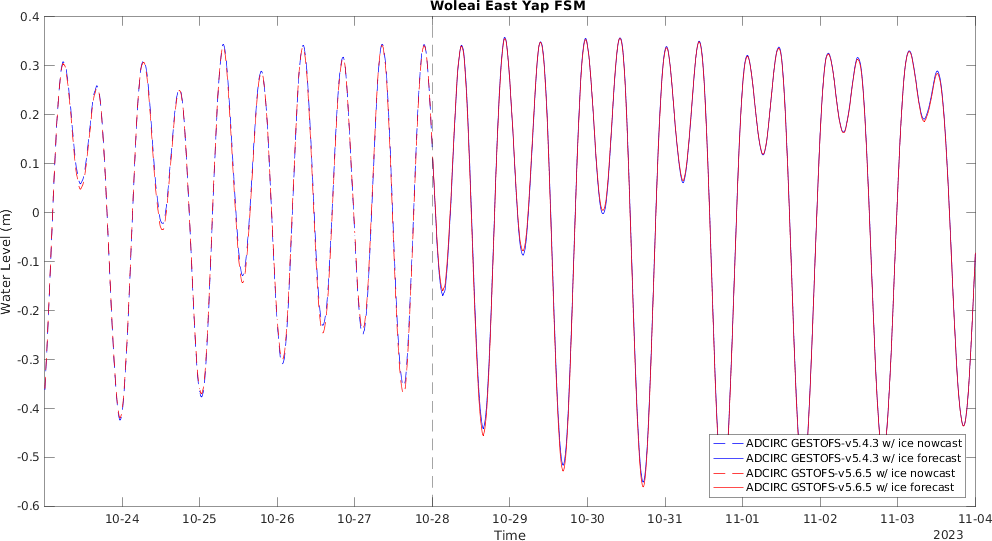 Woleai East Yap FSM
0.4
0.3
0.2
0.1
0
-0.1
-0.2
-0.3
-0.4
-0.5
-0.6
Water Level (m)
ADCIRC GESTOFS-v5.4.3 w/ ice nowcast
ADCIRC GESTOFS-v5.4.3 w/ ice forecast
ADCIRC GSTOFS-v5.6.5 w/ ice nowcast
ADCIRC GSTOFS-v5.6.5 w/ ice forecast
10-24 10-25 10-26 10-27 10-28 10-29 10-30 10-31 11-01 11-02 11-03 11-04
Time
2023